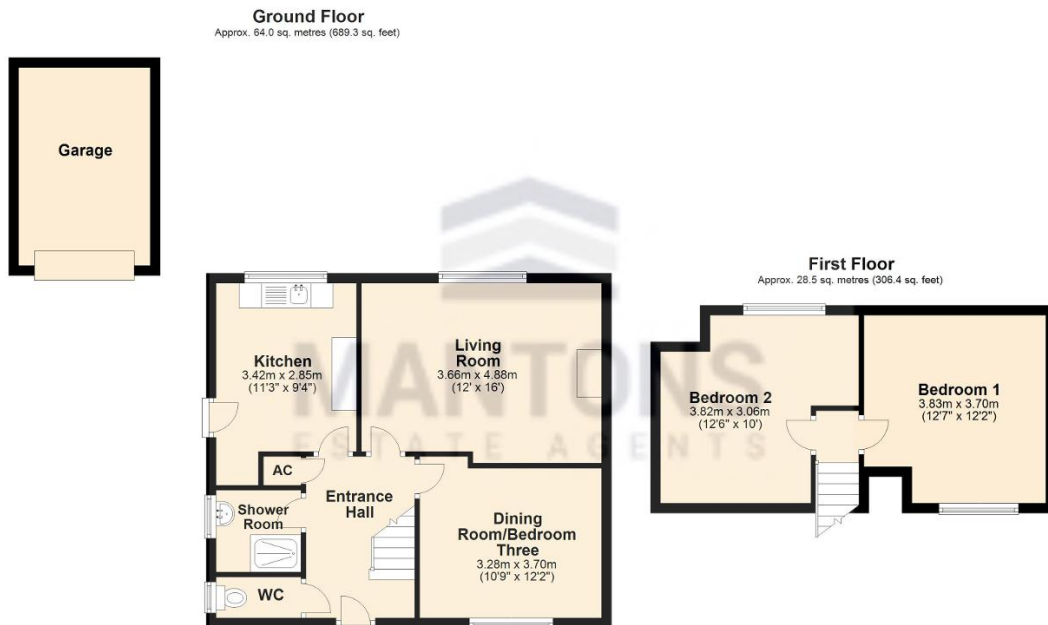 Ground Floor
Approx. 64.0 sq. metres (689.3 sq. feet)
Garage
Kitchen
3.42m x 2.85m
(11'3" x 9'4")
Living
Room
3.66m x 4.88m
(12' x 16')
AC
Shower
Room
Entrance
Hall
Dining
Room/Bedroom
Three
3.28m x 3.70m
(10'9" x 12'2")
WC
First Floor
Approx. 28.5 sq. metres (306.4 sq. feet)
Bedroom 2
3.82m x 3.06m
(12'6" x 10')
Bedroom 1
3.83m x 3.70m
(12'7" x 12'2")
MANTONS
ESTATE AGENTS